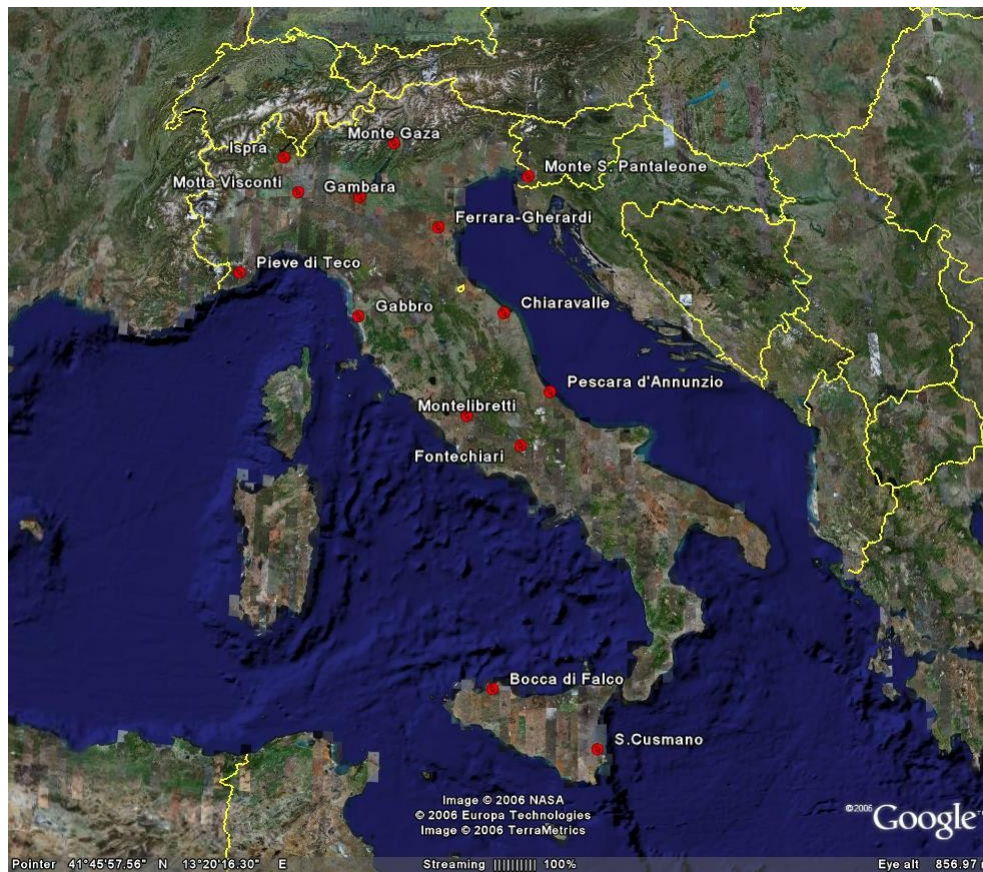 Monte Gaza
Ispra
Monte S. Pantaleone
Motta Visconti
Gambara
Ferrara-Gherardi
Pieve di Teco
Gabbro
Chiaravalle
Pescara d'Annunzio
Montelibretti
Fontechiari
Bocca di Falco
S.Cusmano
Image © 2006 NASA
© 2006 Europa Technologies
Image © 2006 TerraMetrics
©2006 Google
Pointer 41°45'57.56" N 13°20'16.30" E Streaming |||||||||| 100% Eye alt 856.97